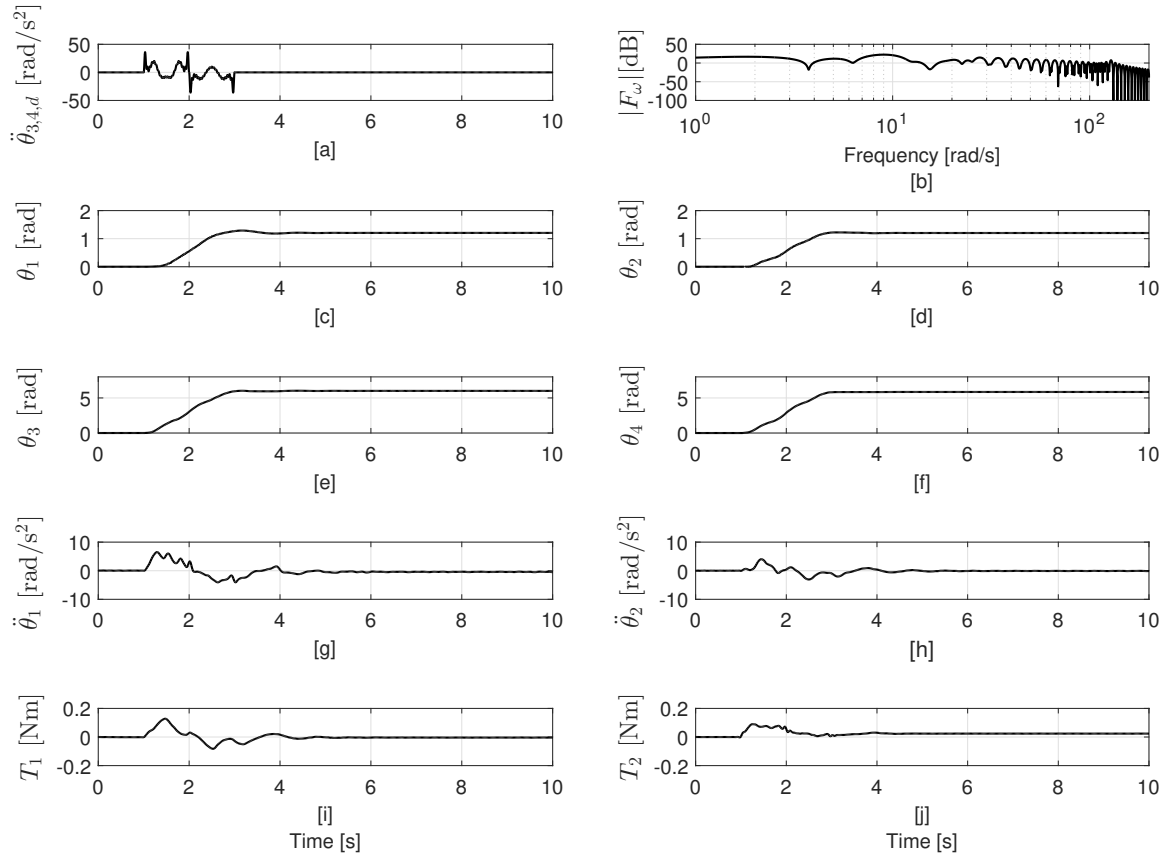 θ̈₃,₄,d [rad/s²]
50
0
-50
0 2 4 6 8 10
[a]
|F_ω|[dB]
50
0
-50
-100
10⁰ 10¹ 10²
Frequency [rad/s]
[b]
θ₁ [rad]
2
1
0
0 2 4 6 8 10
[c]
θ₂ [rad]
2
1
0
0 2 4 6 8 10
[d]
θ₃ [rad]
5
0
0 2 4 6 8 10
[e]
θ₄ [rad]
5
0
0 2 4 6 8 10
[f]
θ̈₁ [rad/s²]
10
0
-10
0 2 4 6 8 10
[g]
θ̈₂ [rad/s²]
10
0
-10
0 2 4 6 8 10
[h]
T₁ [Nm]
0.2
0
-0.2
0 2 4 6 8 10
[i]
Time [s]
T₂ [Nm]
0.2
0
-0.2
0 2 4 6 8 10
[j]
Time [s]